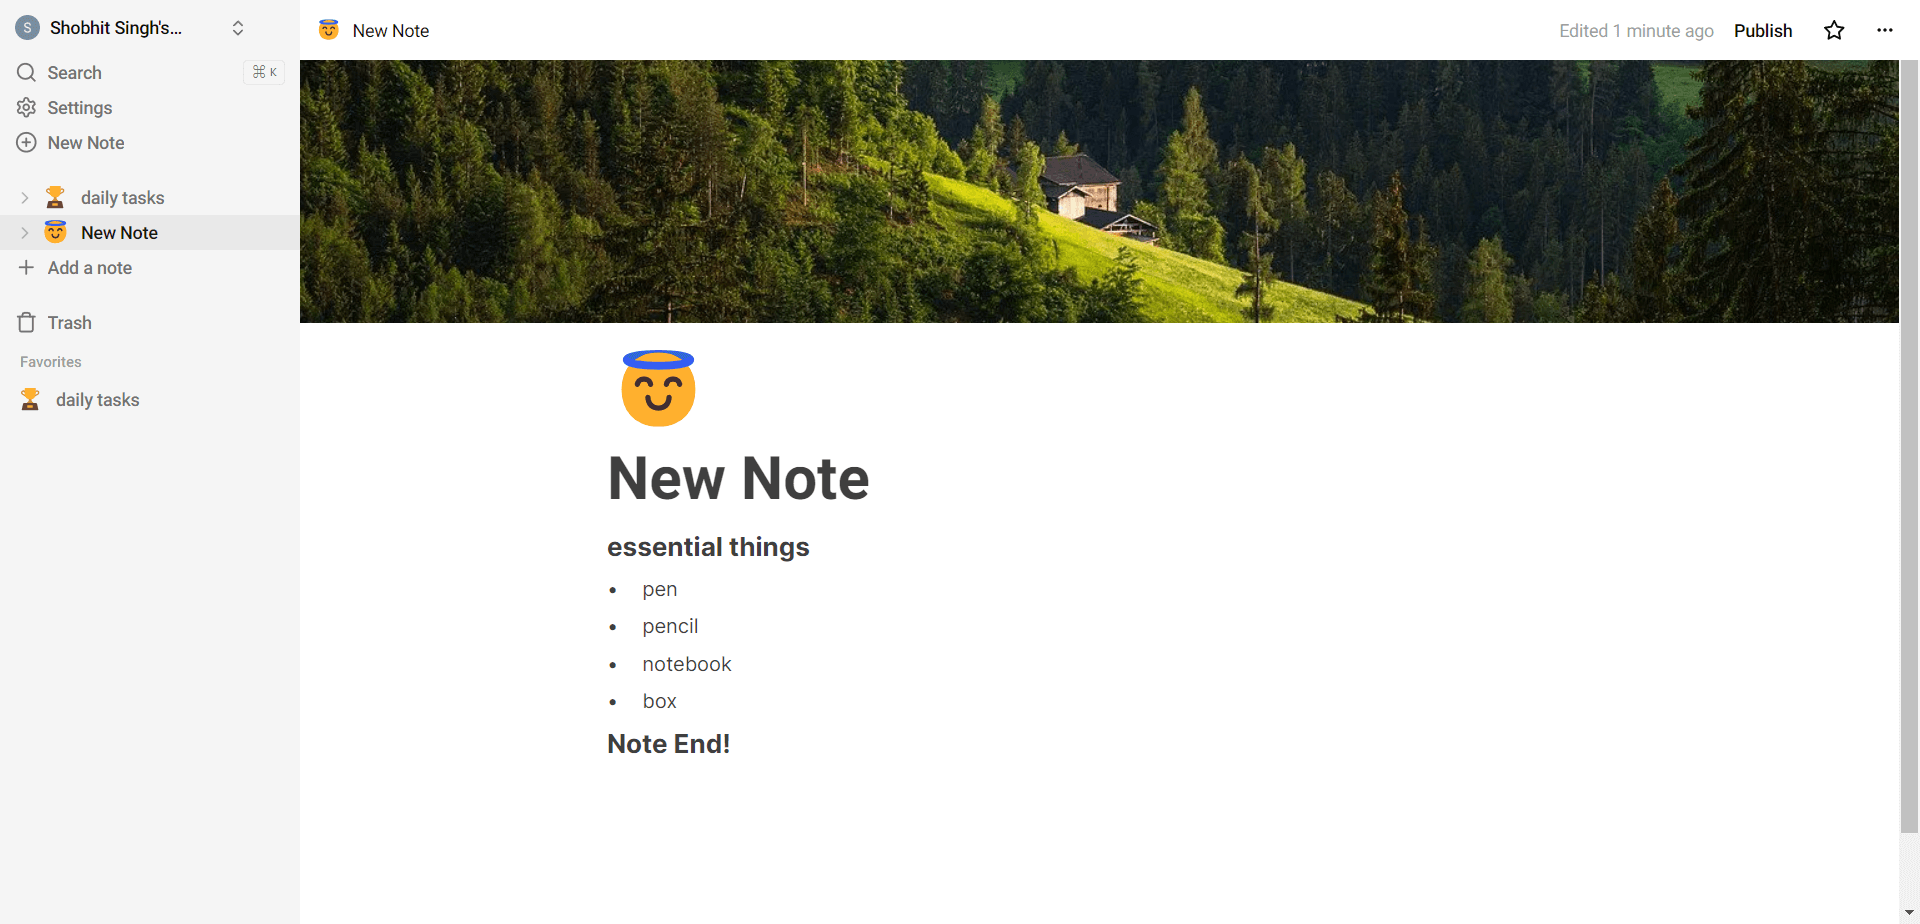 S Shobhit Singh's...
Search ⌘ K
Settings
New Note
daily tasks
New Note
Add a note
Trash
Favorites
daily tasks
New Note
Edited 1 minute ago Publish
New Note
essential things
• pen
• pencil
• notebook
• box
Note End!